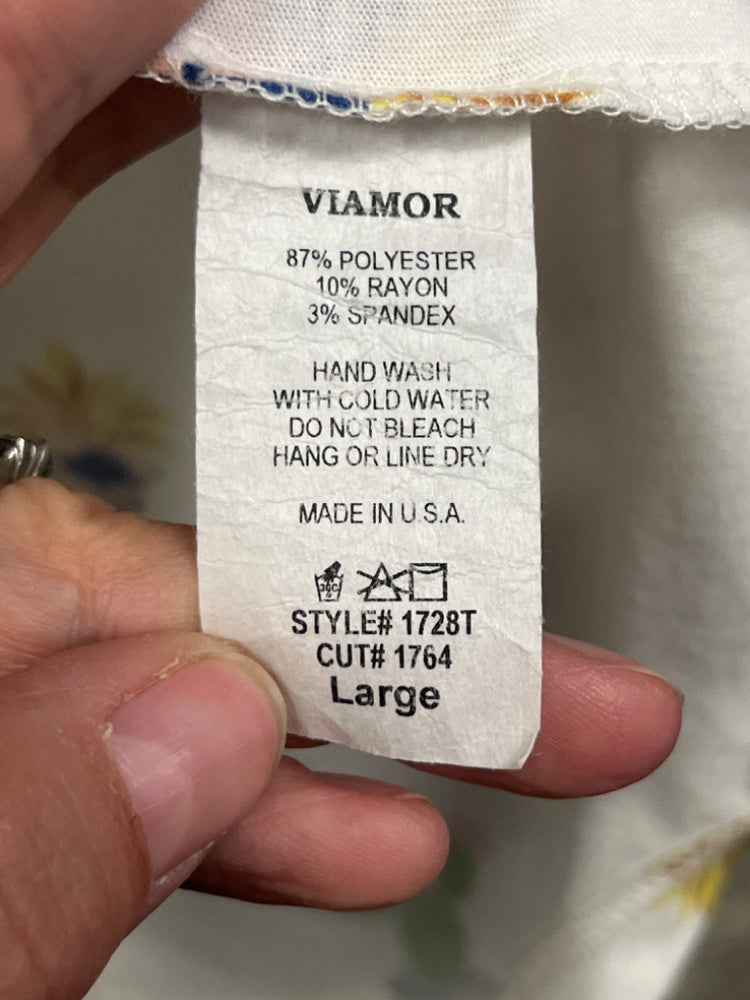 VIAMOR
87% POLYESTER
10% RAYON
3% SPANDEX
HAND WASH
WITH COLD WATER
DO NOT BLEACH
HANG OR LINE DRY
MADE IN U.S.A.
STYLE# 1728T
CUT# 1764
Large